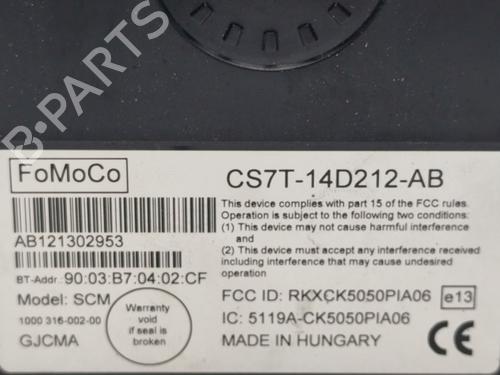 B-PARTS
FoMoCo
CS7T-14D212-AB
This device complies with part 15 of the FCC rules.
Operation is subject to the following two conditions:
(1) This device may not cause harmful interference
and
(2) This device must accept any interference received
including interference that may cause undesired
operation
AB121302953
BT-Addr.: 90:03:B7:04:02:CF
Model: SCM
1000 316-002-00
GJCMA
Warranty
void
if seal is
broken
FCC ID: RKXCK5050PIA06 e13
IC: 5119A-CK5050PIA06
MADE IN HUNGARY CE